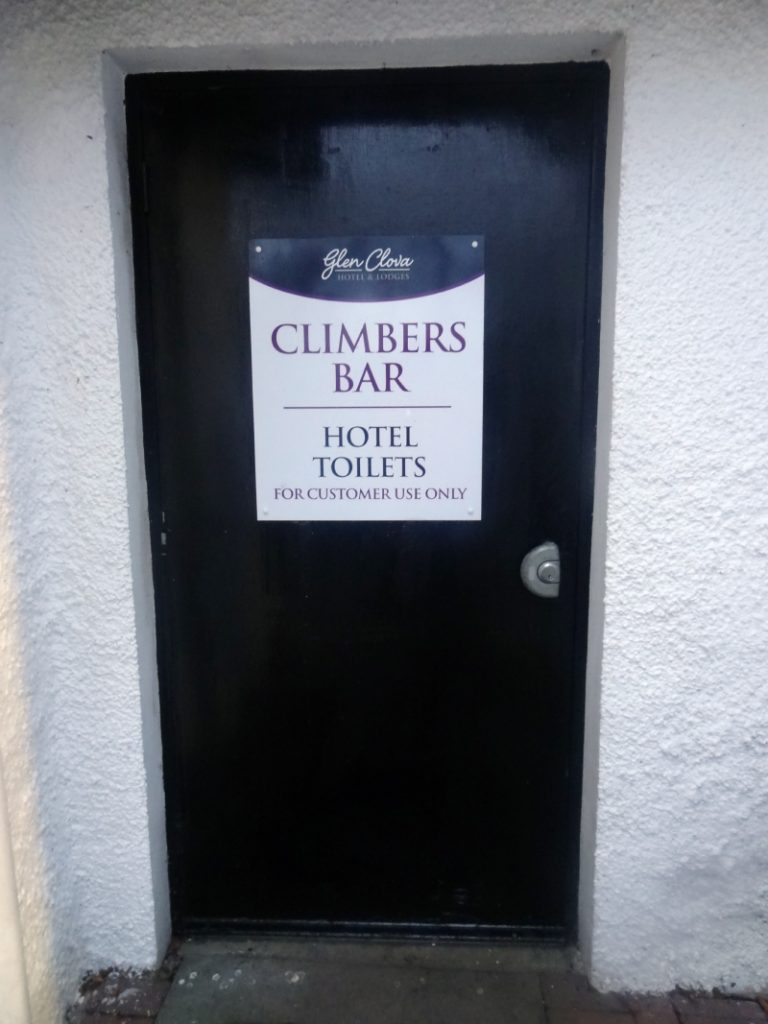 Glen Clova
HOTEL & LODGES
CLIMBERS
BAR
HOTEL
TOILETS
FOR CUSTOMER USE ONLY